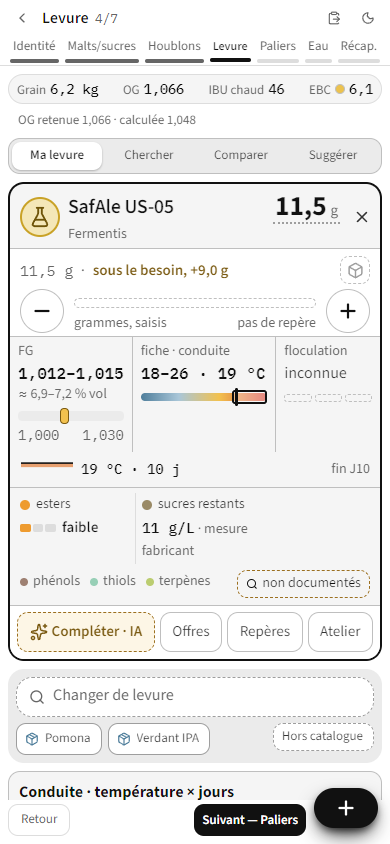 Levure 4/7
Identité Malts/sucres Houblons Levure Paliers Eau Récap.
Grain 6,2 kg OG 1,066 IBU chaud 46 EBC 6,1
OG retenue 1,066 · calculée 1,048
Ma levure Chercher Comparer Suggérer
SafAle US-05 11,5 g
Fermentis
11,5 g · sous le besoin, +9,0 g
grammes, saisis pas de repère
FG fiche · conduite floculation
1,012–1,015 18–26 · 19 °C inconnue
≈ 6,9–7,2 % vol
1,000 1,030
19 °C · 10 j fin J10
esters sucres restants
faible 11 g/L · mesure
fabricant
phénols thiols terpènes non documentés
Compléter · IA Offres Repères Atelier
Changer de levure
Pomona Verdant IPA Hors catalogue
Conduite · température × jours
Retour Suivant — Paliers